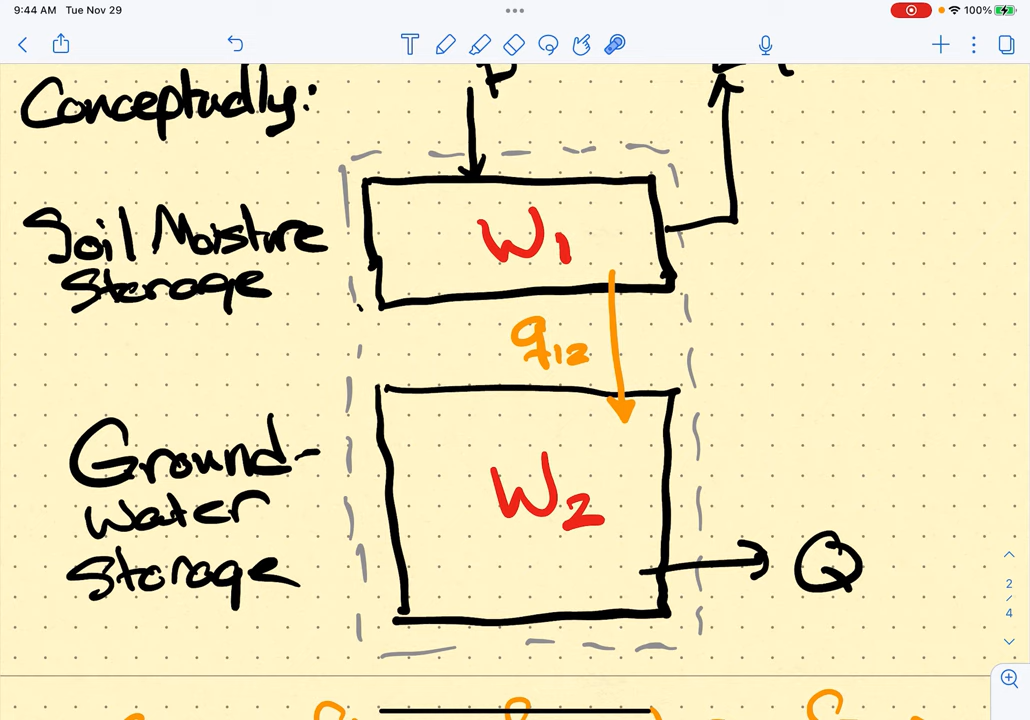 9:44 AM Tue Nov 29
100%
Conceptually:
P
Soil Moisture
Storage
W1
q12
Ground-
water
Storage
W2
Q
2
/
4